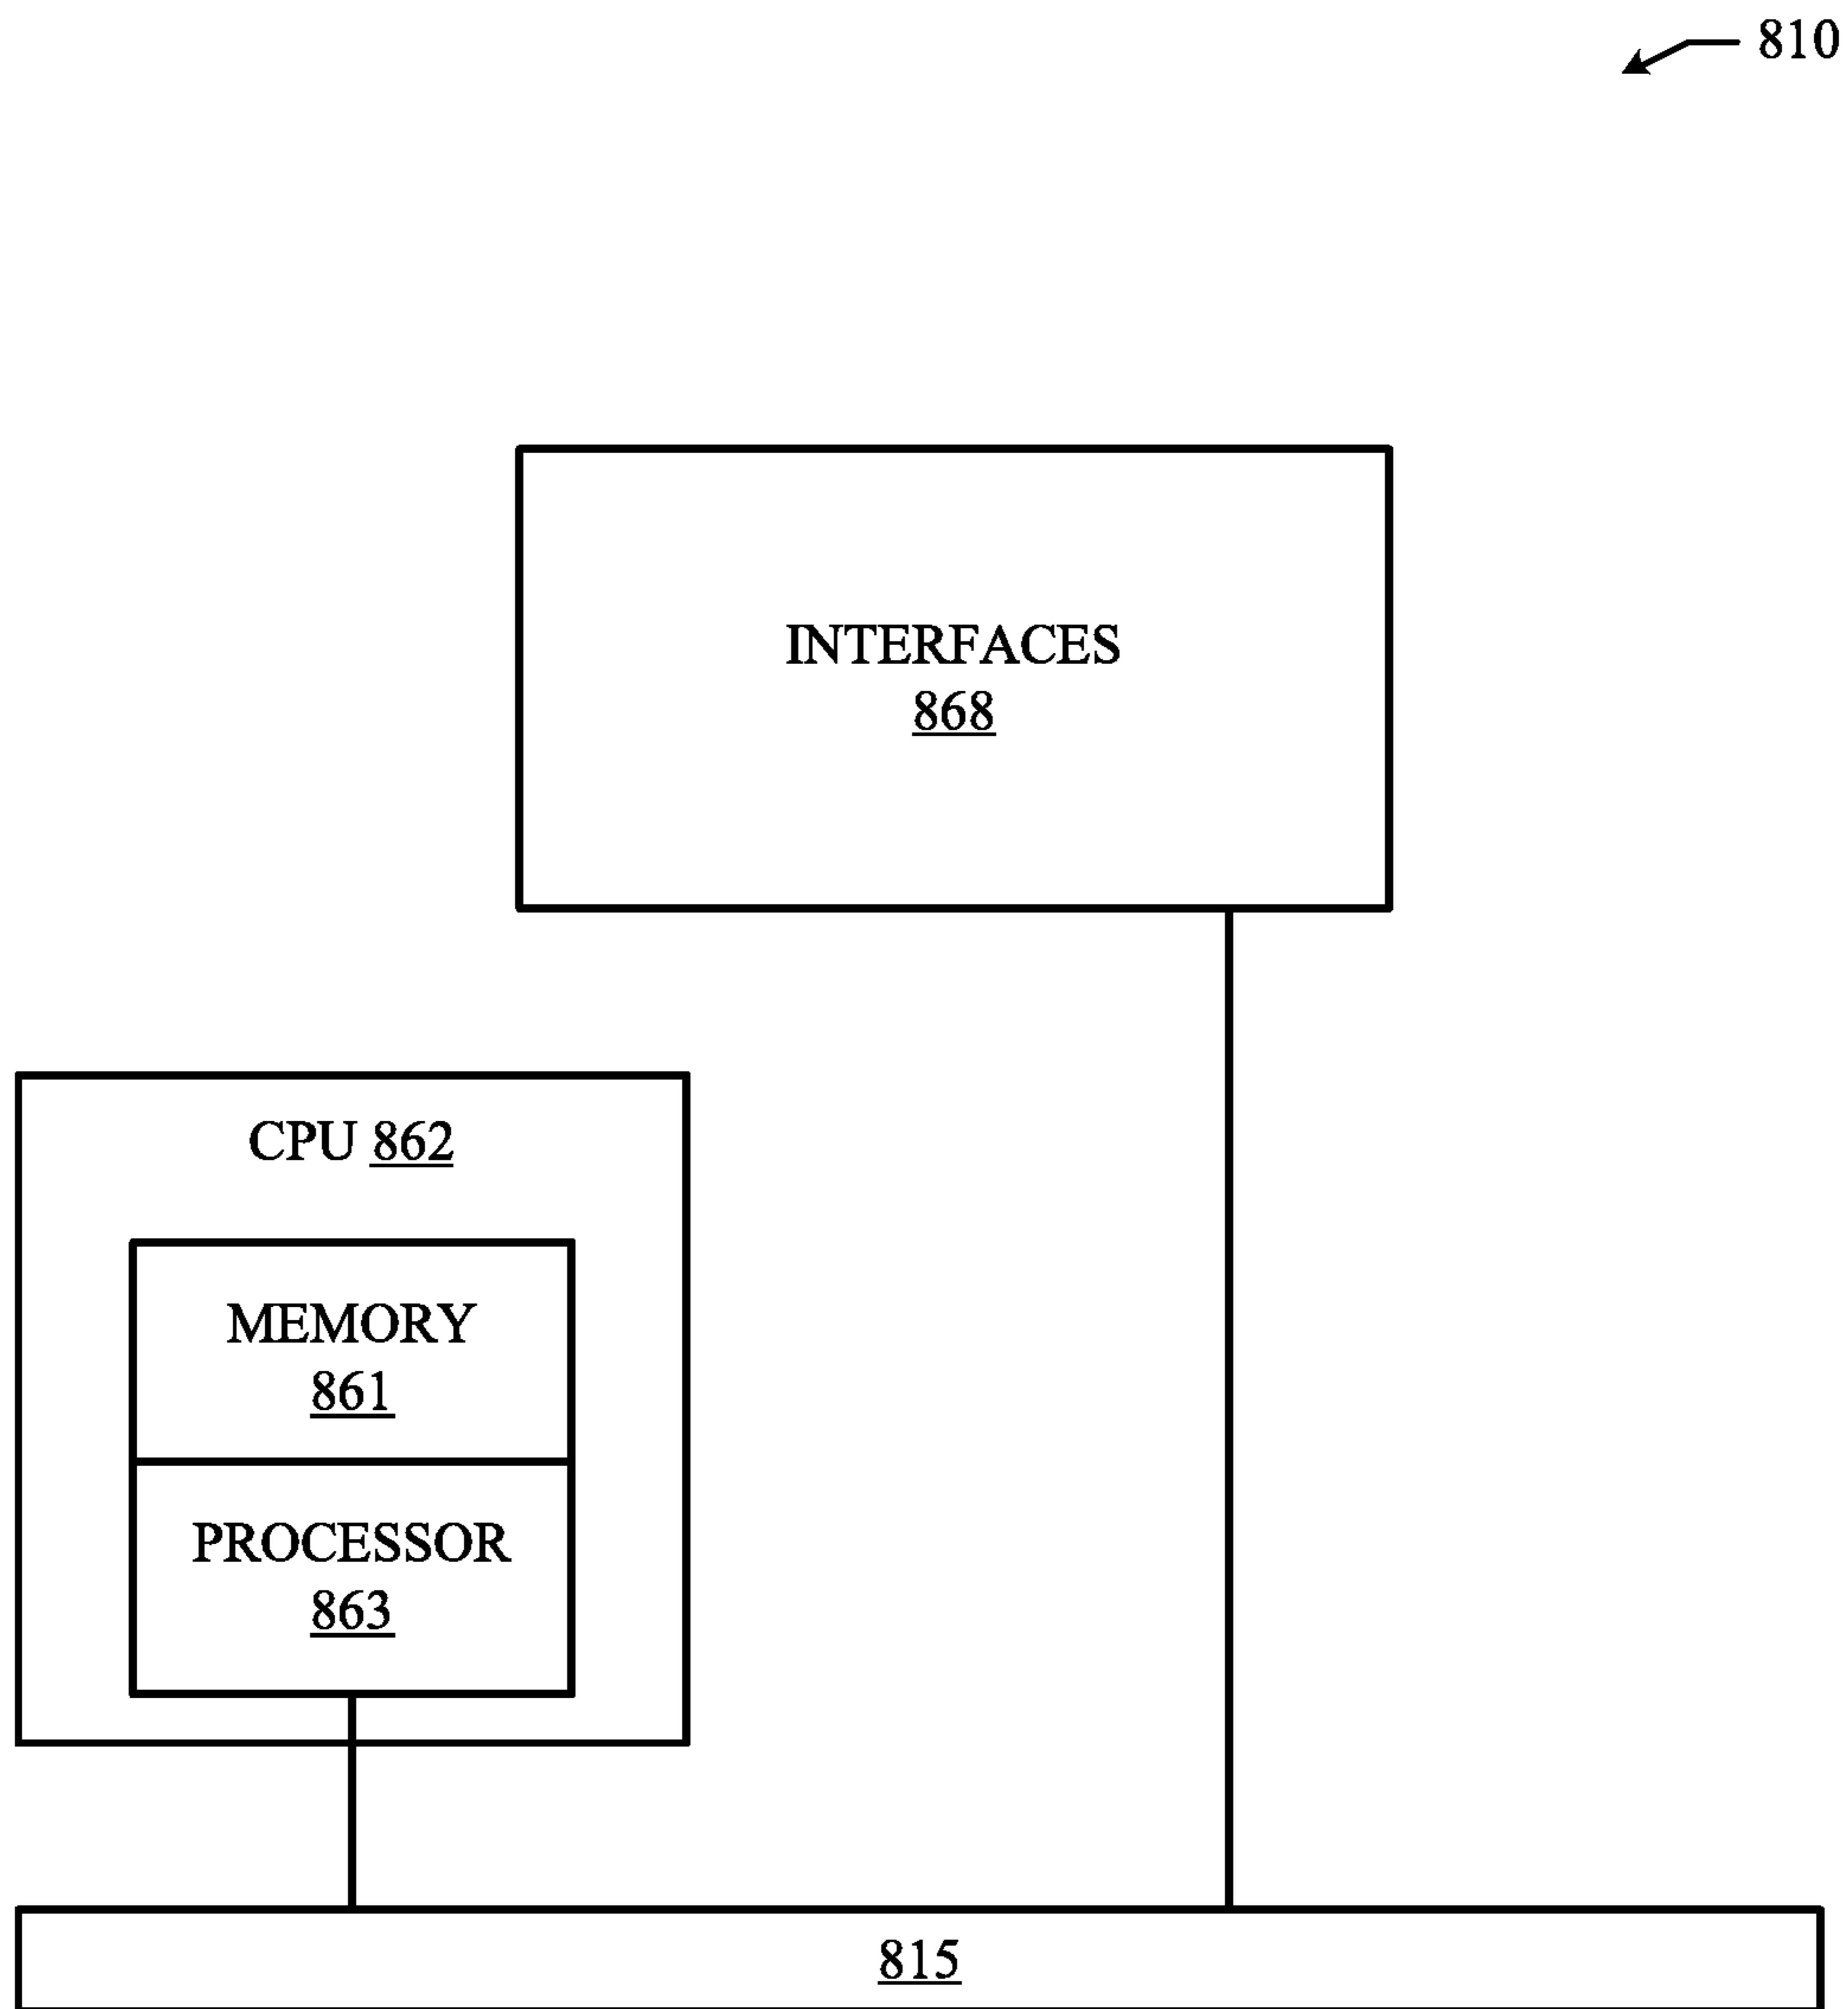 810
INTERFACES
868
CPU 862
MEMORY
861
PROCESSOR
863
815